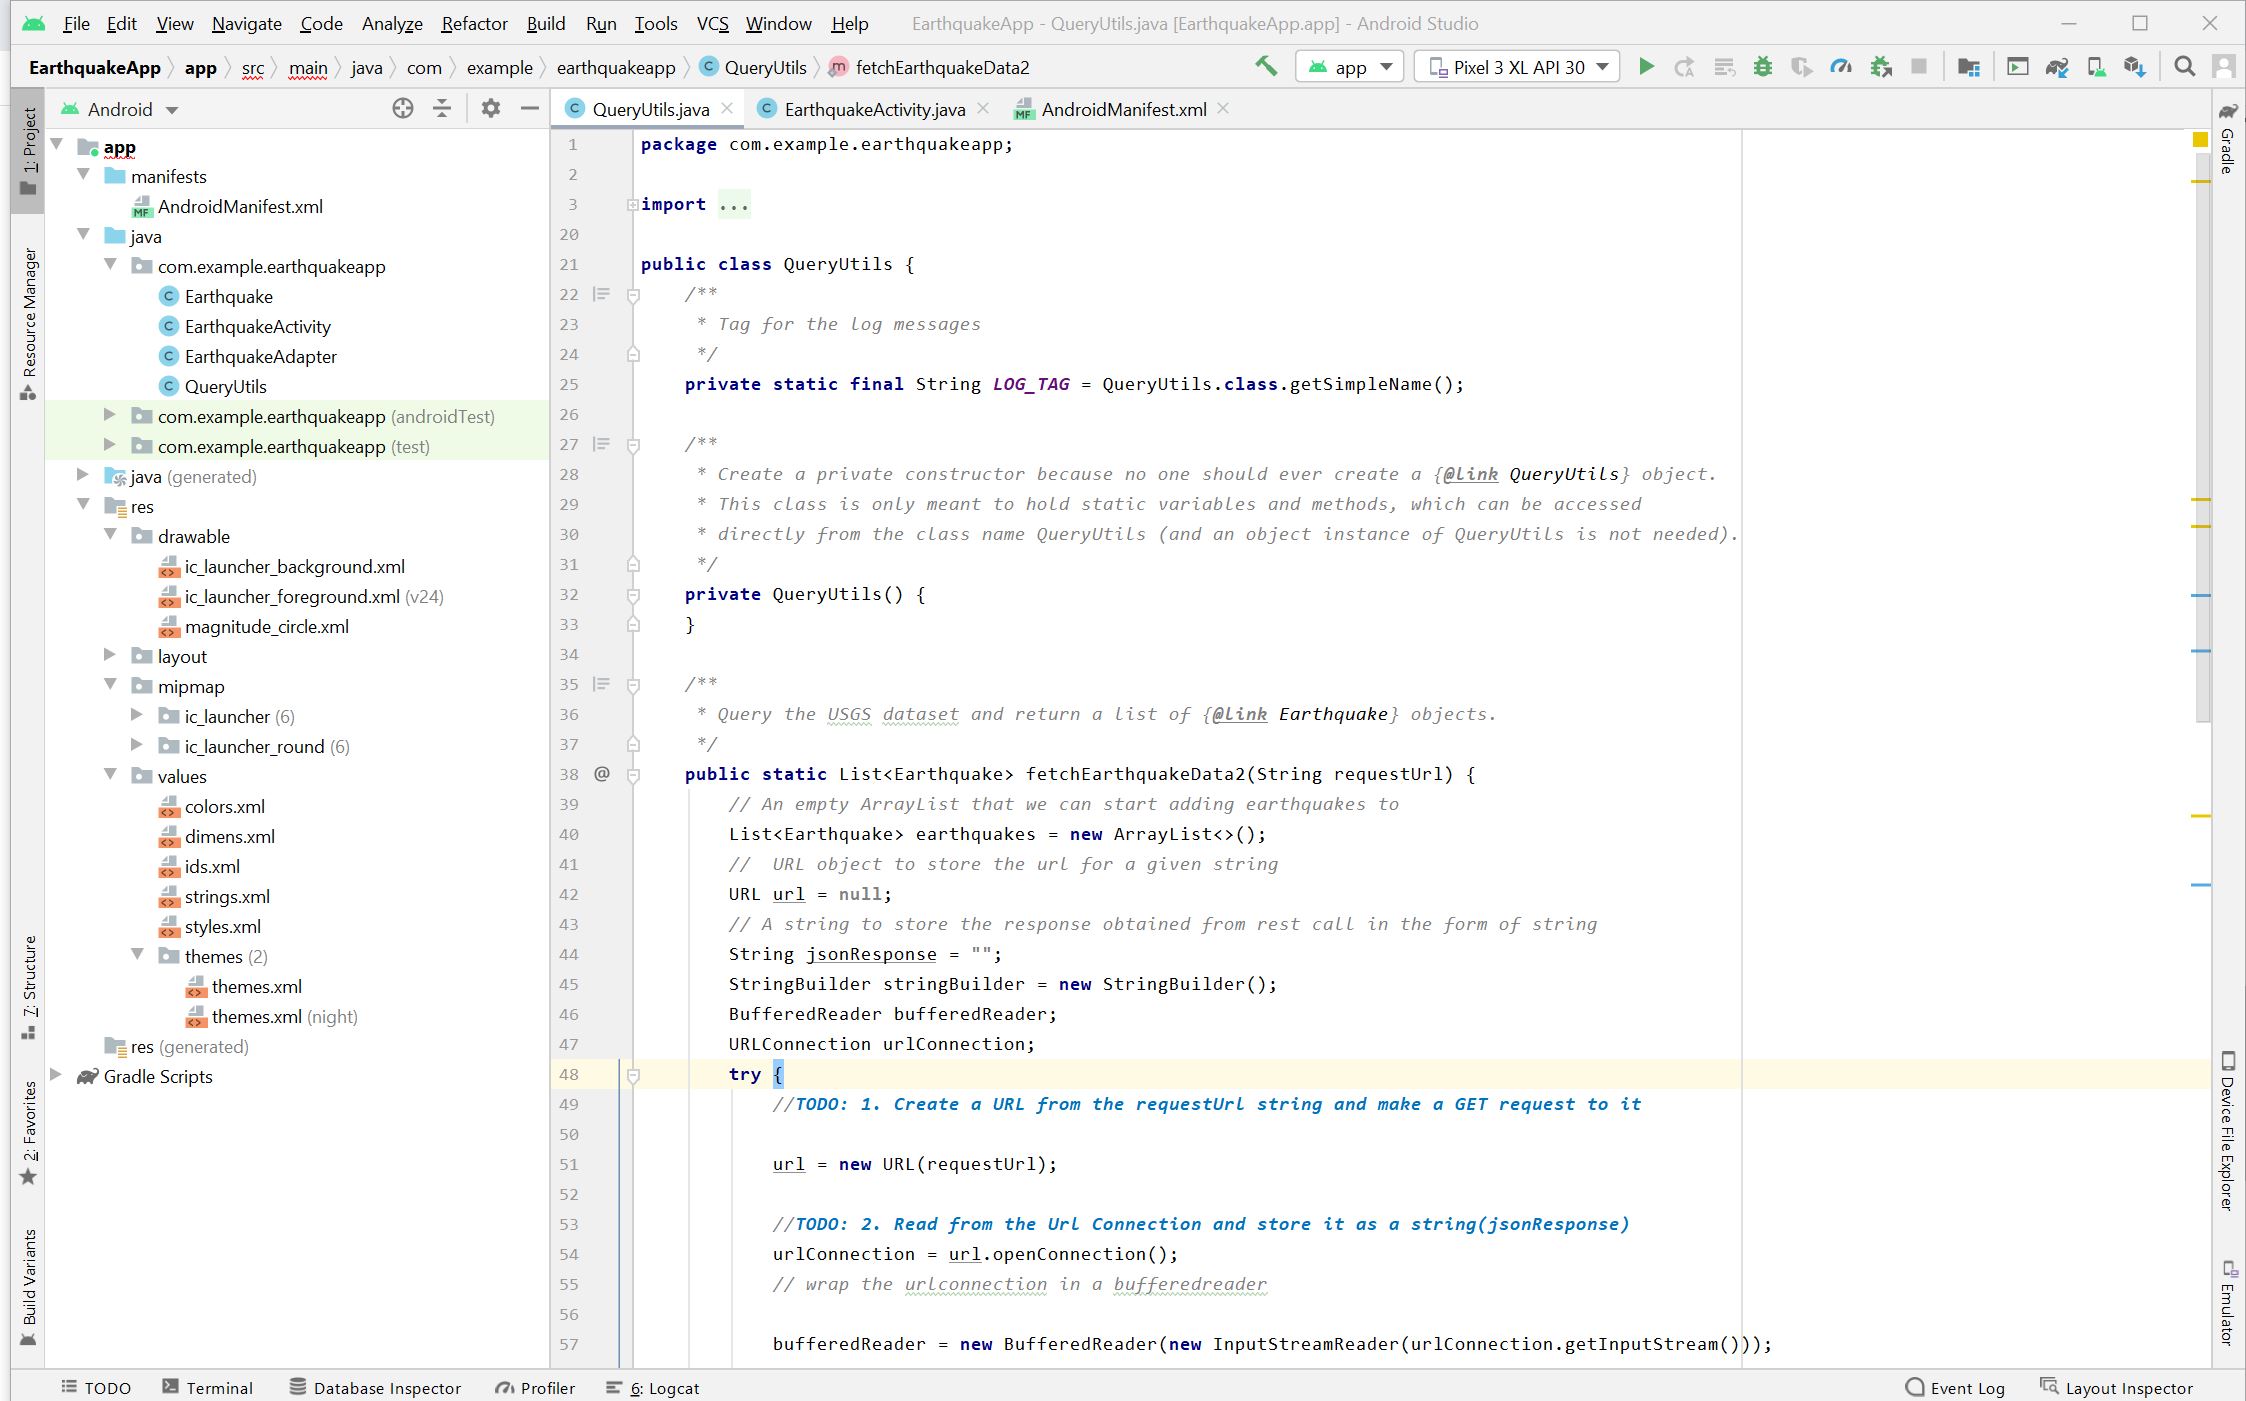 File Edit View Navigate Code Analyze Refactor Build Run Tools VCS Window Help EarthquakeApp - QueryUtils.java [EarthquakeApp.app] - Android Studio
EarthquakeApp app src main java com example earthquakeapp QueryUtils fetchEarthquakeData2 app Pixel 3 XL API 30
Android
QueryUtils.java EarthquakeActivity.java AndroidManifest.xml
1: Project
Resource Manager
7: Structure
2: Favorites
Build Variants
app
manifests
AndroidManifest.xml
java
com.example.earthquakeapp
Earthquake
EarthquakeActivity
EarthquakeAdapter
QueryUtils
com.example.earthquakeapp (androidTest)
com.example.earthquakeapp (test)
java (generated)
res
drawable
ic_launcher_background.xml
ic_launcher_foreground.xml (v24)
magnitude_circle.xml
layout
mipmap
ic_launcher (6)
ic_launcher_round (6)
values
colors.xml
dimens.xml
ids.xml
strings.xml
styles.xml
themes (2)
themes.xml
themes.xml (night)
res (generated)
Gradle Scripts
1 package com.example.earthquakeapp;
2
3 import ...
20
21 public class QueryUtils {
22 /**
23 * Tag for the log messages
24 */
25 private static final String LOG_TAG = QueryUtils.class.getSimpleName();
26
27 /**
28 * Create a private constructor because no one should ever create a {@link QueryUtils} object.
29 * This class is only meant to hold static variables and methods, which can be accessed
30 * directly from the class name QueryUtils (and an object instance of QueryUtils is not needed).
31 */
32 private QueryUtils() {
33 }
34
35 /**
36 * Query the USGS dataset and return a list of {@link Earthquake} objects.
37 */
38 @ public static List<Earthquake> fetchEarthquakeData2(String requestUrl) {
39 // An empty ArrayList that we can start adding earthquakes to
40 List<Earthquake> earthquakes = new ArrayList<>();
41 //  URL object to store the url for a given string
42 URL url = null;
43 // A string to store the response obtained from rest call in the form of string
44 String jsonResponse = "";
45 StringBuilder stringBuilder = new StringBuilder();
46 BufferedReader bufferedReader;
47 URLConnection urlConnection;
48 try {
49 //TODO: 1. Create a URL from the requestUrl string and make a GET request to it
50
51 url = new URL(requestUrl);
52
53 //TODO: 2. Read from the Url Connection and store it as a string(jsonResponse)
54 urlConnection = url.openConnection();
55 // wrap the urlconnection in a bufferedreader
56
57 bufferedReader = new BufferedReader(new InputStreamReader(urlConnection.getInputStream()));
Gradle
Device File Explorer
Emulator
TODO Terminal Database Inspector Profiler 6: Logcat Event Log Layout Inspector